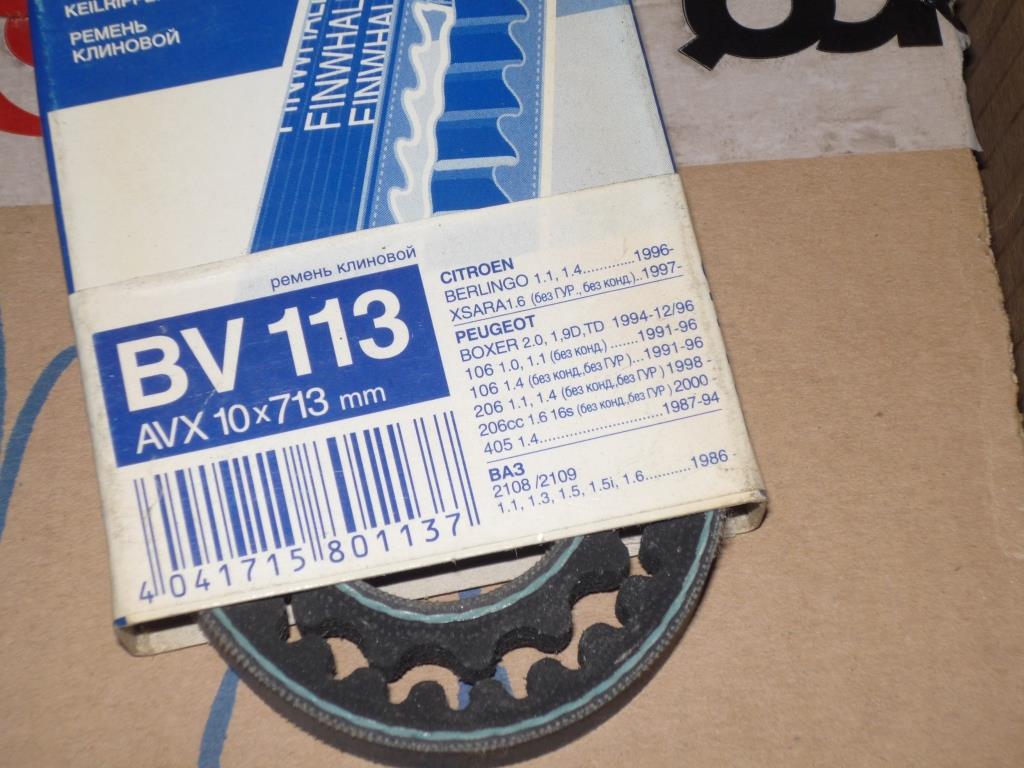 РЕМЕНЬ
КЛИНОВОЙ
FINWHAL
FINWHAL
FINWHAL
ремень клиновой
BV 113
AVX 10x713 mm
4 041715 801137
CITROEN
BERLINGO 1.1, 1.4............1996-
XSARA1.6 (без ГУР., без конд.)..1997-
PEUGEOT
BOXER 2.0, 1,9D,TD 1994-12/96
106 1.0, 1.1 (без конд.) .......1991-96
106 1.4 (без конд,без ГУР )...1991-96
206 1.1, 1.4 (без конд,без ГУР ) 1998 -
206cc 1.6 16s (без конд.,без ГУР ) 2000-
405 1.4..........................1987-94
ВАЗ
2108 /2109
1.1, 1.3, 1.5, 1.5i, 1.6..........1986 -